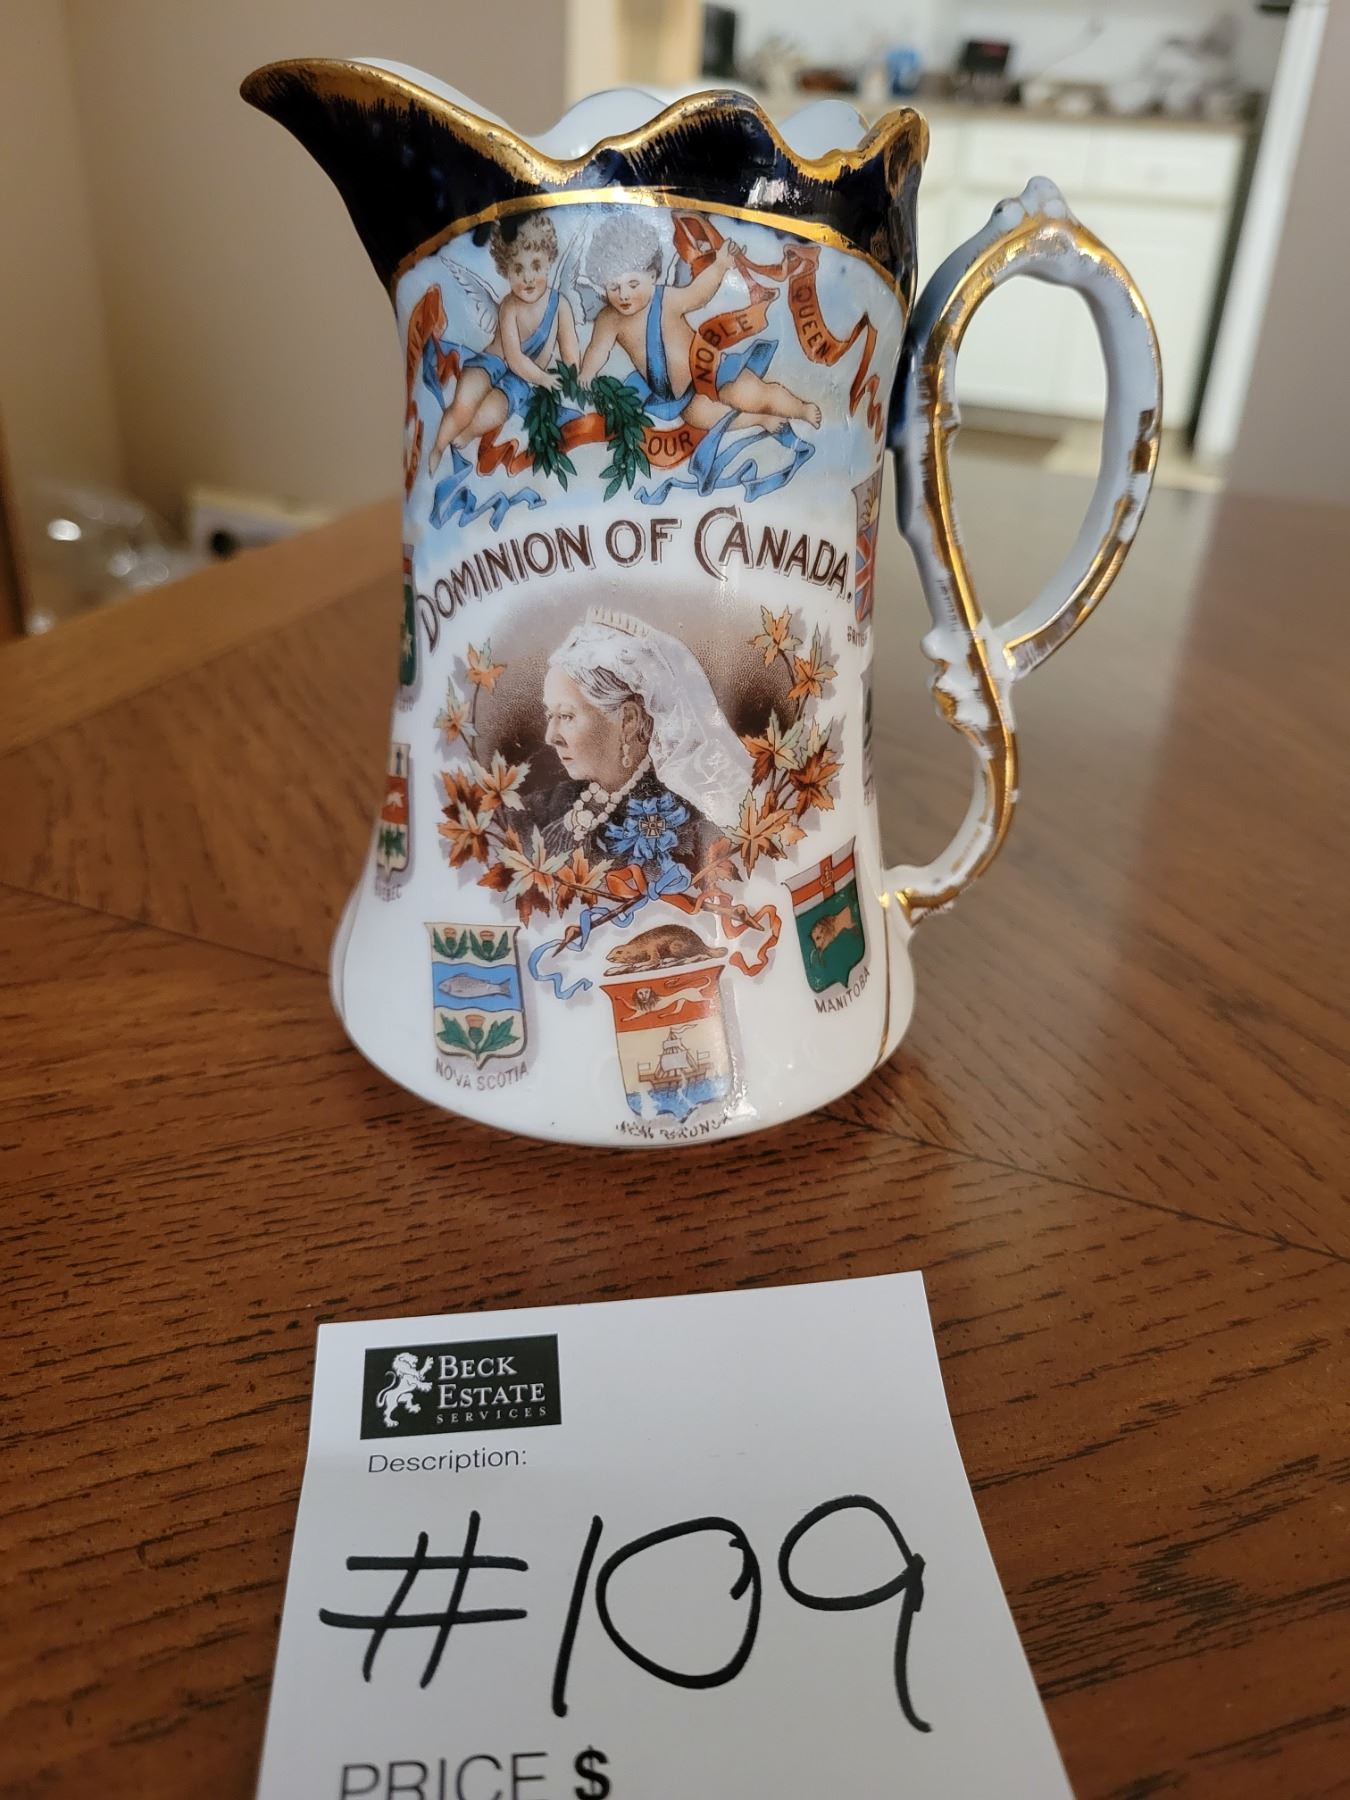 NOBLE
QUEEN
OUR
DOMINION OF CANADA.
NOVA SCOTIA
MANITOBA
BECK
ESTATE
SERVICES
Description:
#109
PRICE $